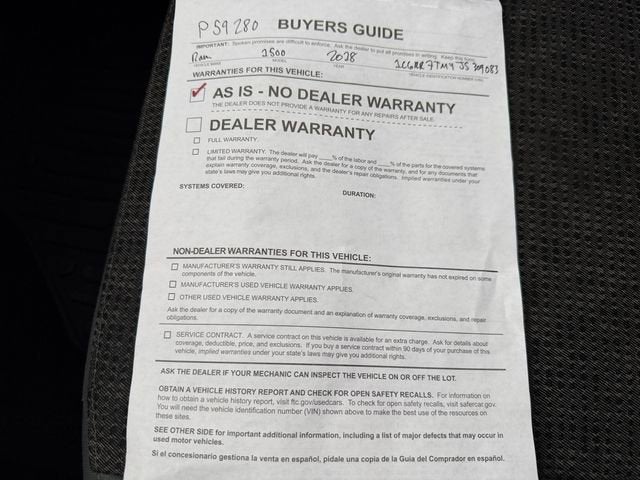 PS9280 BUYERS GUIDE
IMPORTANT: Spoken promises are difficult to enforce. Ask the dealer to put all promises in writing. Keep this form.
Ram 1500 2018 1C6RR7TM9JS309083
VEHICLE MAKE MODEL YEAR VEHICLE IDENTIFICATION NUMBER (VIN)
WARRANTIES FOR THIS VEHICLE:
AS IS - NO DEALER WARRANTY
THE DEALER DOES NOT PROVIDE A WARRANTY FOR ANY REPAIRS AFTER SALE.
DEALER WARRANTY
FULL WARRANTY.
LIMITED WARRANTY. The dealer will pay ____% of the labor and ____% of the parts for the covered systems
that fail during the warranty period. Ask the dealer for a copy of the warranty, and for any documents that
explain warranty coverage, exclusions, and the dealer's repair obligations. Implied warranties under your
state's laws may give you additional rights.
SYSTEMS COVERED: DURATION:
NON-DEALER WARRANTIES FOR THIS VEHICLE:
MANUFACTURER'S WARRANTY STILL APPLIES. The manufacturer's original warranty has not expired on some
components of the vehicle.
MANUFACTURER'S USED VEHICLE WARRANTY APPLIES.
OTHER USED VEHICLE WARRANTY APPLIES.
Ask the dealer for a copy of the warranty document and an explanation of warranty coverage, exclusions, and repair
obligations.
SERVICE CONTRACT. A service contract on this vehicle is available for an extra charge. Ask for details about
coverage, deductible, price, and exclusions. If you buy a service contract within 90 days of your purchase of this
vehicle, implied warranties under your state's laws may give you additional rights.
ASK THE DEALER IF YOUR MECHANIC CAN INSPECT THE VEHICLE ON OR OFF THE LOT.
OBTAIN A VEHICLE HISTORY REPORT AND CHECK FOR OPEN SAFETY RECALLS. For information on
how to obtain a vehicle history report, visit ftc.gov/usedcars. To check for open safety recalls, visit safercar.gov.
You will need the vehicle identification number (VIN) shown above to make the best use of the resources on
these sites.
SEE OTHER SIDE for important additional information, including a list of major defects that may occur in
used motor vehicles.
Si el concesionario gestiona la venta en español, pídale una copia de la Guía del Comprador en español.